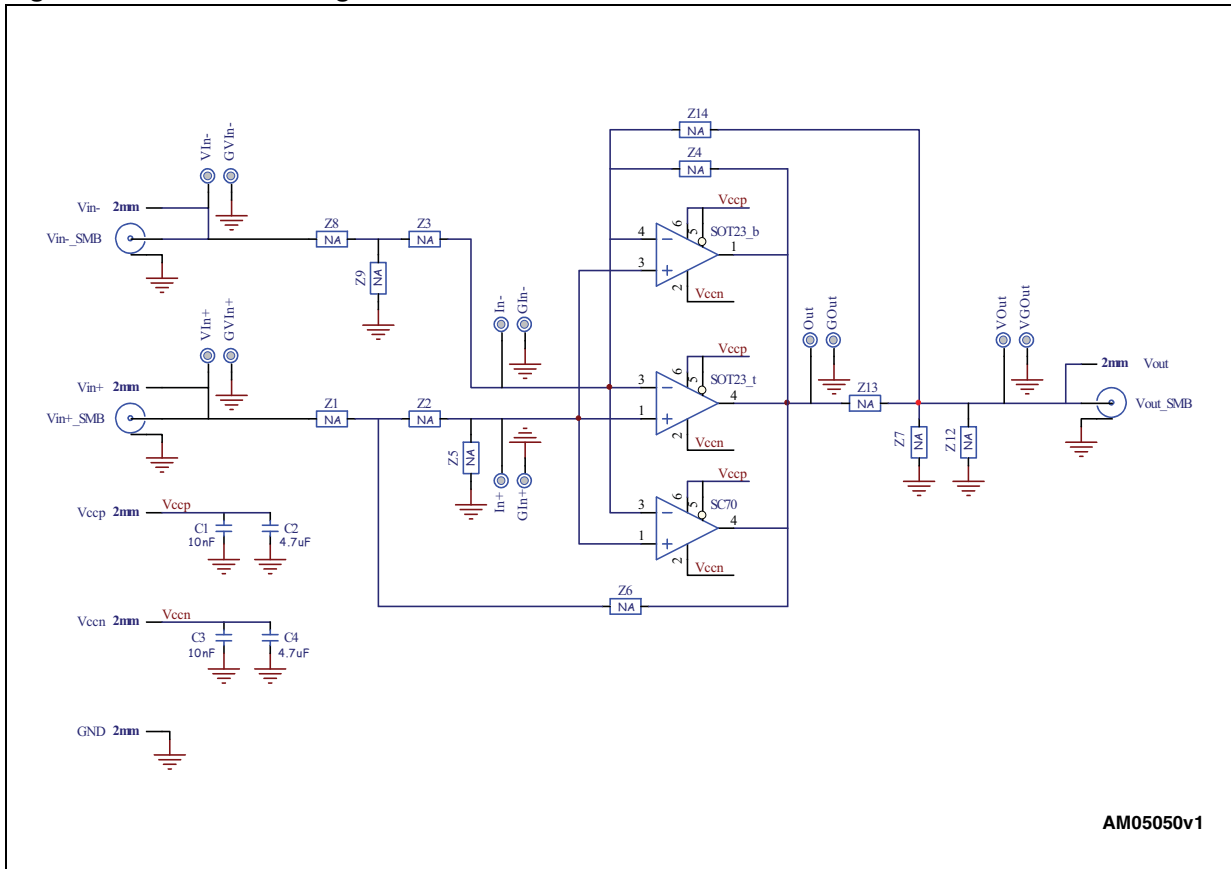 Z14
NA
Z4
NA
VIn-
GVIn-
Vin- 2mm
Vin-_SMB
Z8
NA
Z3
NA
Z9
NA
Vccp
6
5
SOT23_b
4
3
1
2
Vccn
VIn+
GVIn+
Vin+ 2mm
Vin+_SMB
In-
GIn-
Z1
NA
Z2
NA
Z5
NA
In+
GIn+
Vccp
6
5
SOT23_t
3
1
4
2
Vccn
Out
GOut
Z13
NA
VOut
VGOut
2mm Vout
Vout_SMB
Z7
NA
Z12
NA
Vccp
6
5
SC70
3
1
4
2
Vccn
Z6
NA
Vccp 2mm
Vccp
C1
10nF
C2
4.7uF
Vccn 2mm
Vccn
C3
10nF
C4
4.7uF
GND 2mm
AM05050v1